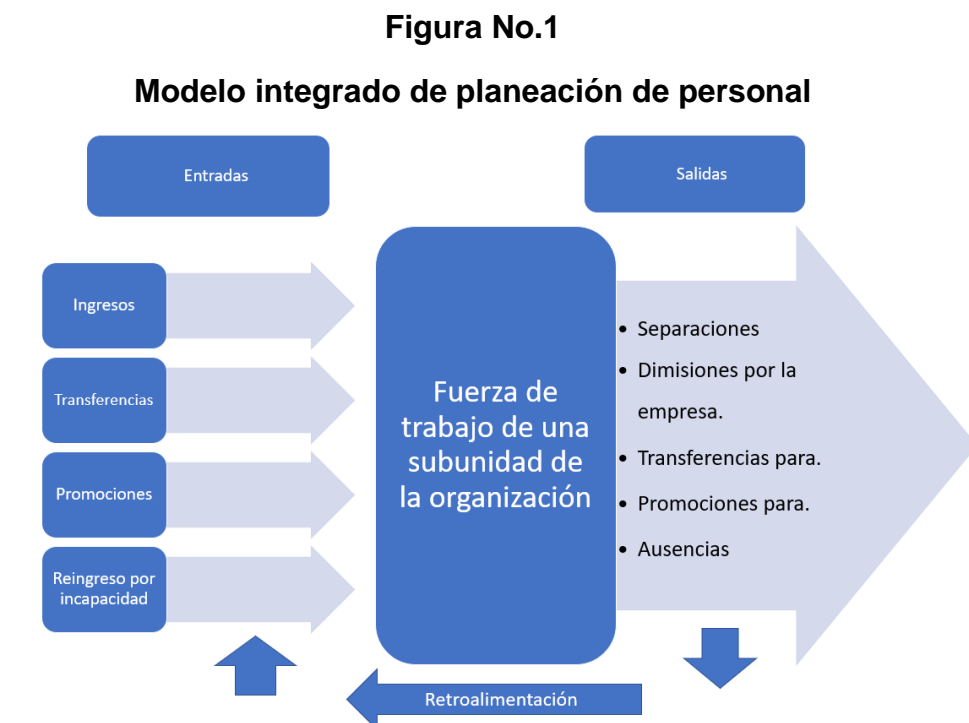 Figura No.1
Modelo integrado de planeación de personal
Entradas
Salidas
Ingresos
Transferencias
Promociones
Reingreso por
incapacidad
Fuerza de
trabajo de una
subunidad de
la organización
• Separaciones
• Dimisiones por la
empresa.
• Transferencias para.
• Promociones para.
• Ausencias
Retroalimentación